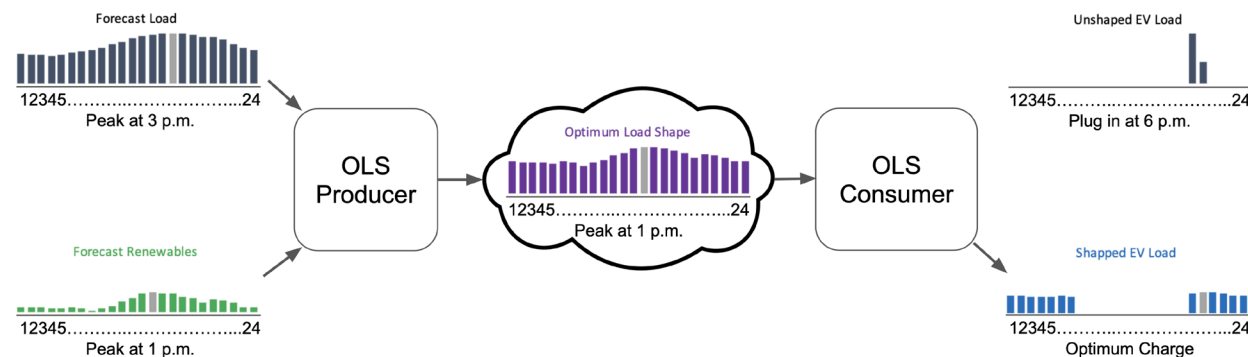 Forecast Load
12345……………………………..24
Peak at 3 p.m.
Forecast Renewables
12345……………………………..24
Peak at 1 p.m.
OLS
Producer
Optimum Load Shape
12345………..…………………...24
Peak at 1 p.m.
OLS
Consumer
Unshaped EV Load
12345………..…………………...24
Plug in at 6 p.m.
Shapped EV Load
12345………..…………………...24
Optimum Charge